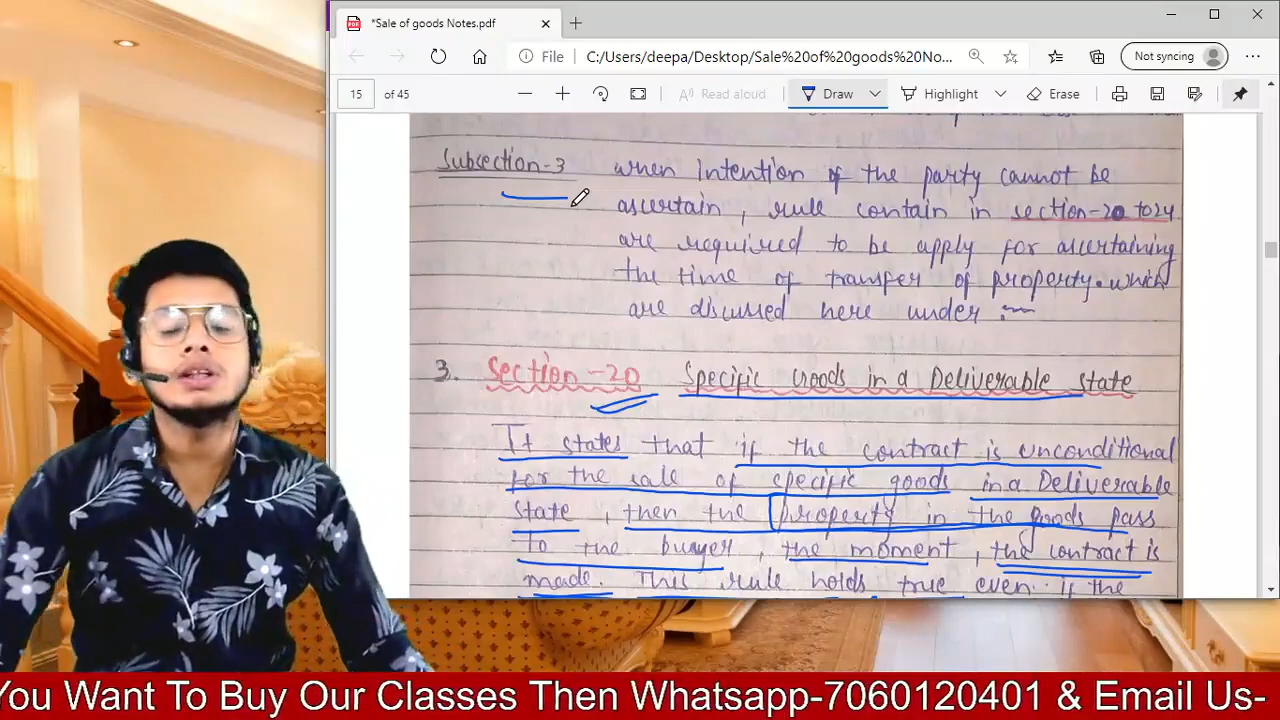 *Sale of goods Notes.pdf
File
C:/Users/deepa/Desktop/Sale%20of%20goods%20No...
Not syncing
15 of 45
Read aloud
Draw
Highlight
Erase
Subsection-3 when Intention of the party cannot be
ascertain, rule contain in section-20 to 24
are required to be apply for ascertaining
the time of transfer of property. which
are discussed here under :-
3. Section-20 Specific Goods in a Deliverable state
It states that if the contract is unconditional
for the sale of specific goods in a Deliverable
state, then the property in the goods pass
to the buyer, the moment, the contract is
made. This rule holds true even if the
You Want To Buy Our Classes Then Whatsapp-7060120401 & Email Us-